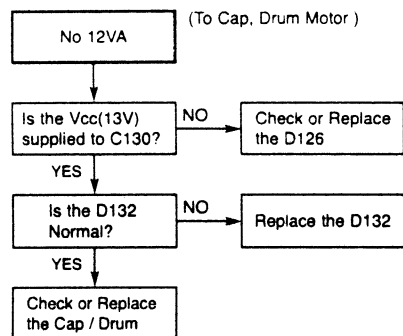 No 12VA
(To Cap, Drum Motor )
Is the Vcc(13V)
supplied to C130?
NO
Check or Replace
the D126
YES
Is the D132
Normal?
NO
Replace the D132
YES
Check or Replace
the Cap / Drum